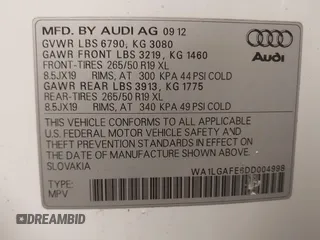 MFD. BY AUDI AG 09 12
GVWR LBS 6790, KG 3080
GAWR FRONT LBS 3219, KG 1460
FRONT-TIRES 265/50 R19 XL
8.5JX19 RIMS, AT 300 KPA 44 PSI COLD
GAWR REAR LBS 3913, KG 1775
REAR-TIRES 265/50 R19 XL
8.5JX19 RIMS, AT 340 KPA 49 PSI COLD
Audi
THIS VEHICLE CONFORMS TO ALL APPLICABLE
U.S. FEDERAL MOTOR VEHICLE SAFETY STANDARDS
IN EFFECT ON THE DATE OF MANUFACTURE SHOWN ABOVE
SLOVAKIA
WA1LGAFE6DD004998
TYPE:
MPV
DREAMBID